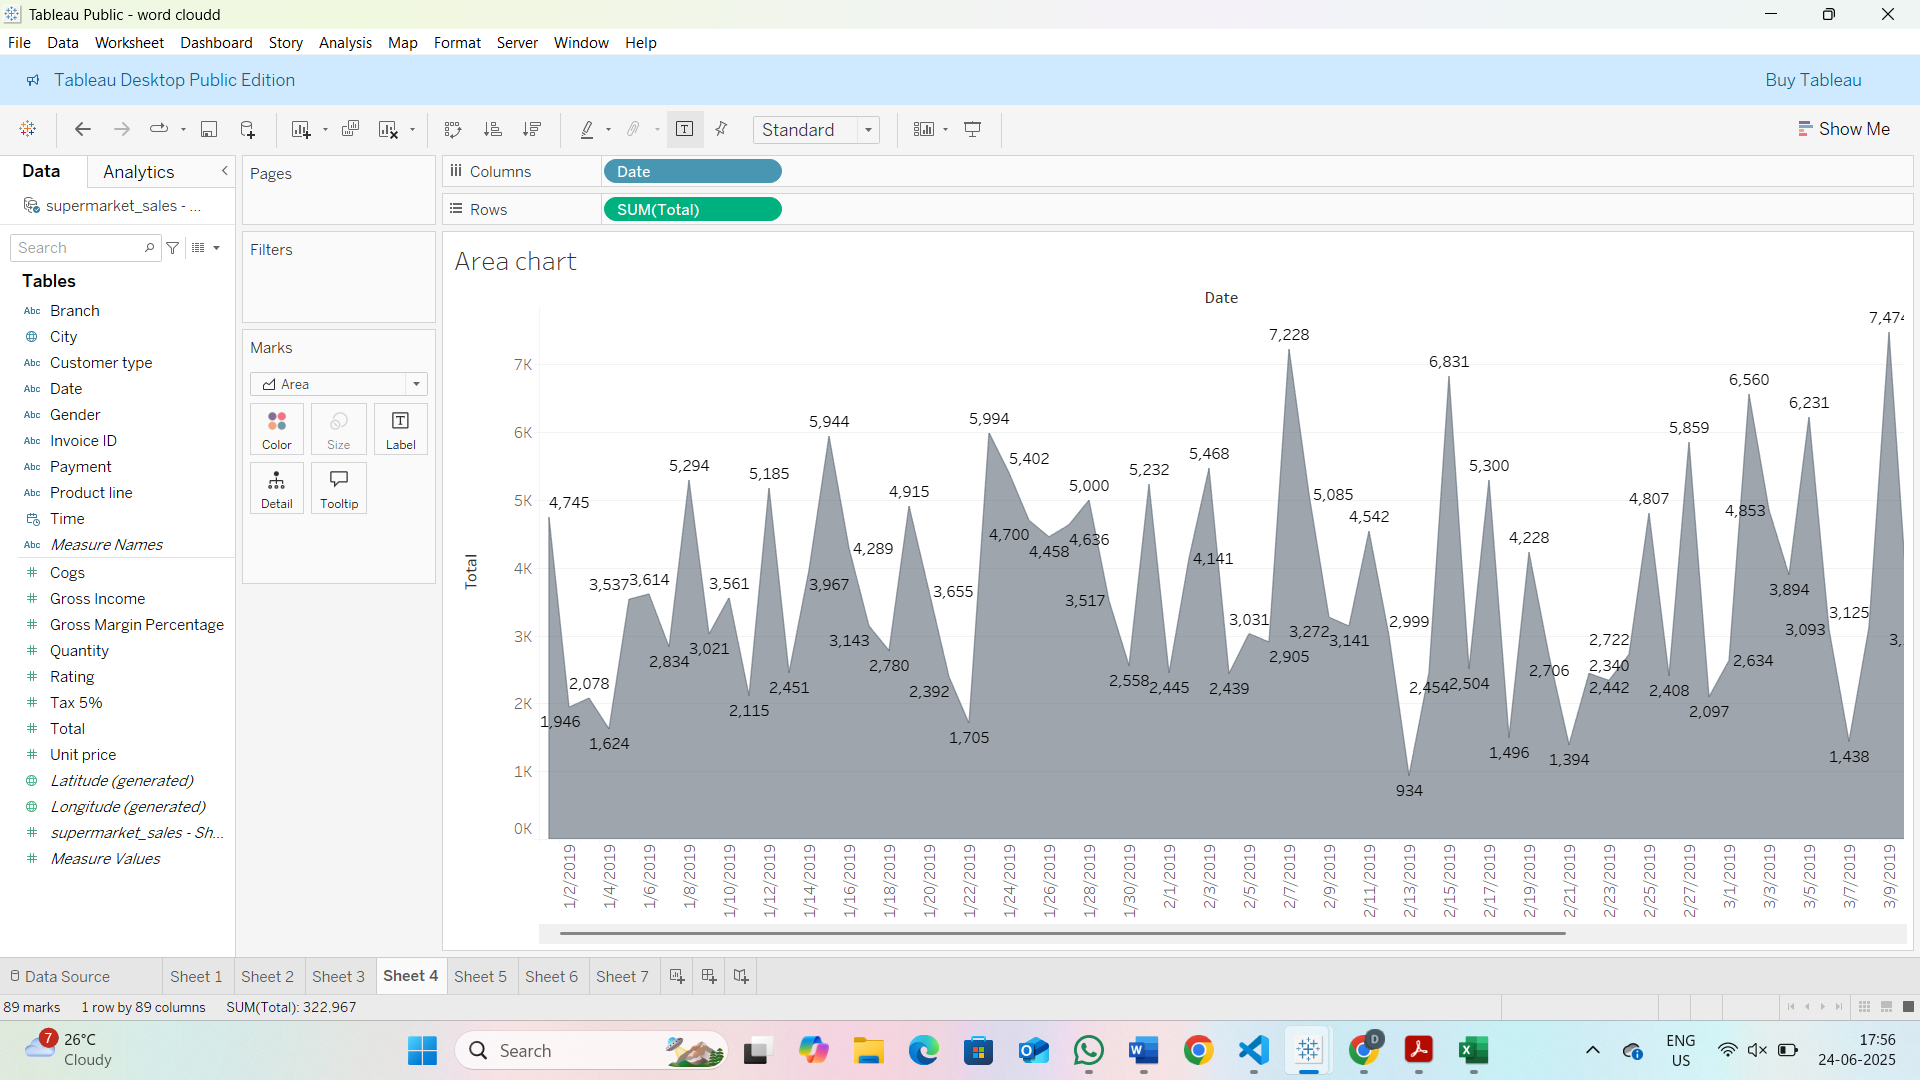 Tableau Public - word cloudd
File Data Worksheet Dashboard Story Analysis Map Format Server Window Help
Tableau Desktop Public Edition
Buy Tableau
Standard
Show Me
Data Analytics
supermarket_sales - ...
Search
Tables
Abc Branch
City
Abc Customer type
Abc Date
Abc Gender
Abc Invoice ID
Abc Payment
Abc Product line
Time
Abc Measure Names
# Cogs
# Gross Income
# Gross Margin Percentage
# Quantity
# Rating
# Tax 5%
# Total
# Unit price
Latitude (generated)
Longitude (generated)
# supermarket_sales - Sh...
# Measure Values
Pages
Filters
Marks
Area
Color Size Label
Detail Tooltip
Columns Date
Rows SUM(Total)
Area chart
Date
Total
7K
6K
5K
4K
3K
2K
1K
0K
4,745
1,946
2,078
1,624
3,537
3,614
2,834
5,294
3,021
3,561
2,115
5,185
2,451
3,967
5,944
4,289
3,143
2,780
4,915
3,655
2,392
1,705
5,994
5,402
4,700
4,458
4,636
5,000
3,517
2,558
5,232
2,445
4,141
5,468
2,439
3,031
2,905
7,228
5,085
3,272
3,141
4,542
2,999
934
2,454
6,831
2,504
5,300
1,496
4,228
2,706
1,394
2,442
2,340
2,722
4,807
2,408
5,859
2,097
2,634
6,560
4,853
3,894
6,231
3,093
1,438
3,125
1/2/2019
1/4/2019
1/6/2019
1/8/2019
1/10/2019
1/12/2019
1/14/2019
1/16/2019
1/18/2019
1/20/2019
1/22/2019
1/24/2019
1/26/2019
1/28/2019
1/30/2019
2/1/2019
2/3/2019
2/5/2019
2/7/2019
2/9/2019
2/11/2019
2/13/2019
2/15/2019
2/17/2019
2/19/2019
2/21/2019
2/23/2019
2/25/2019
2/27/2019
3/1/2019
3/3/2019
3/5/2019
3/7/2019
3/9/2019
Data Source Sheet 1 Sheet 2 Sheet 3 Sheet 4 Sheet 5 Sheet 6 Sheet 7
89 marks 1 row by 89 columns SUM(Total): 322,967
7
26°C
Cloudy
Search
D
ENG
US
17:56
24-06-2025